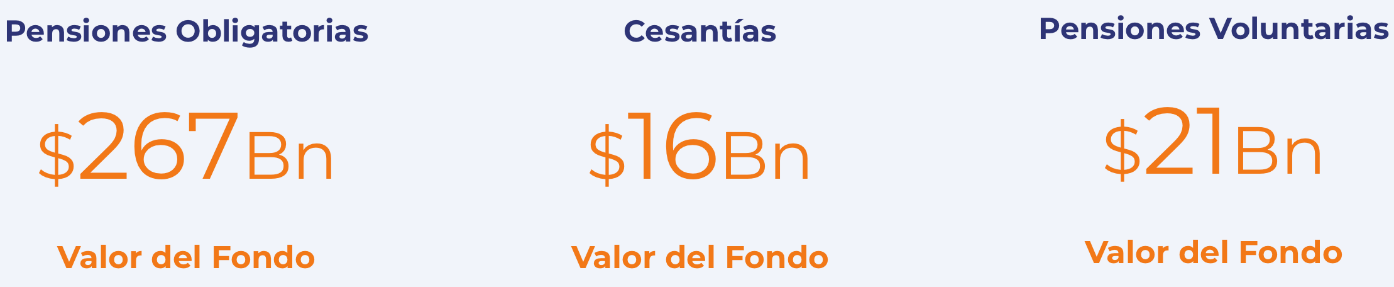 Pensiones Obligatorias
$267Bn
Valor del Fondo
Cesantías
$16Bn
Valor del Fondo
Pensiones Voluntarias
$21Bn
Valor del Fondo